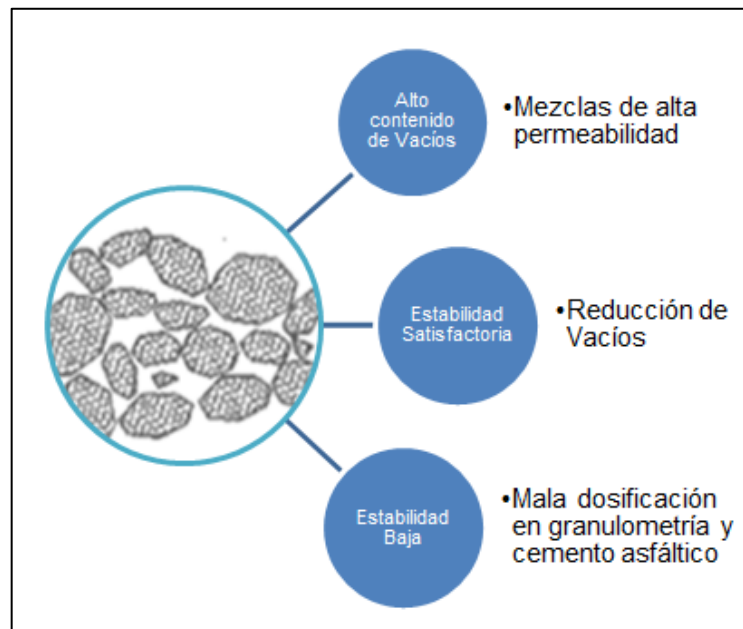 Alto
contenido
de Vacíos
•Mezclas de alta
permeabilidad
Estabilidad
Satisfactoria
•Reducción de
Vacíos
Estabilidad
Baja
•Mala dosificación
en granulometría y
cemento asfáltico